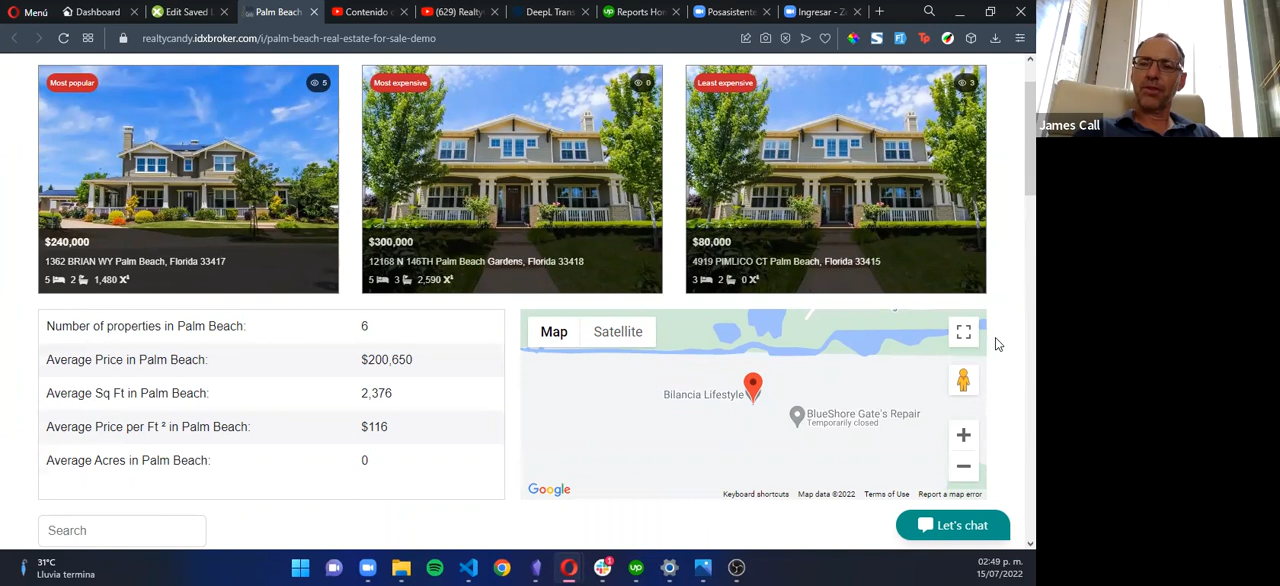 Menú
Dashboard
Edit Saved L
Palm Beach
Contenido c
(629) Realty
DeepL Trans
Reports Hom
Posasistente
Ingresar - Z
realtycandy.idxbroker.com/i/palm-beach-real-estate-for-sale-demo
James Call
Most popular
5
$240,000
1362 BRIAN WY Palm Beach, Florida 33417
5 2 1,480 X²
Most expensive
0
$300,000
12168 N 146TH Palm Beach Gardens, Florida 33418
5 3 2,590 X²
Least expensive
3
$80,000
4919 PIMLICO CT Palm Beach, Florida 33415
3 2 0 X²
Number of properties in Palm Beach: 6
Average Price in Palm Beach: $200,650
Average Sq Ft in Palm Beach: 2,376
Average Price per Ft ² in Palm Beach: $116
Average Acres in Palm Beach: 0
Map Satellite
Bilancia Lifestyle
BlueShore Gate's Repair
Temporarily closed
Google
Keyboard shortcuts Map data ©2022 Terms of Use Report a map error
Search
Let's chat
31°C
Lluvia termina
02:49 p. m.
15/07/2022